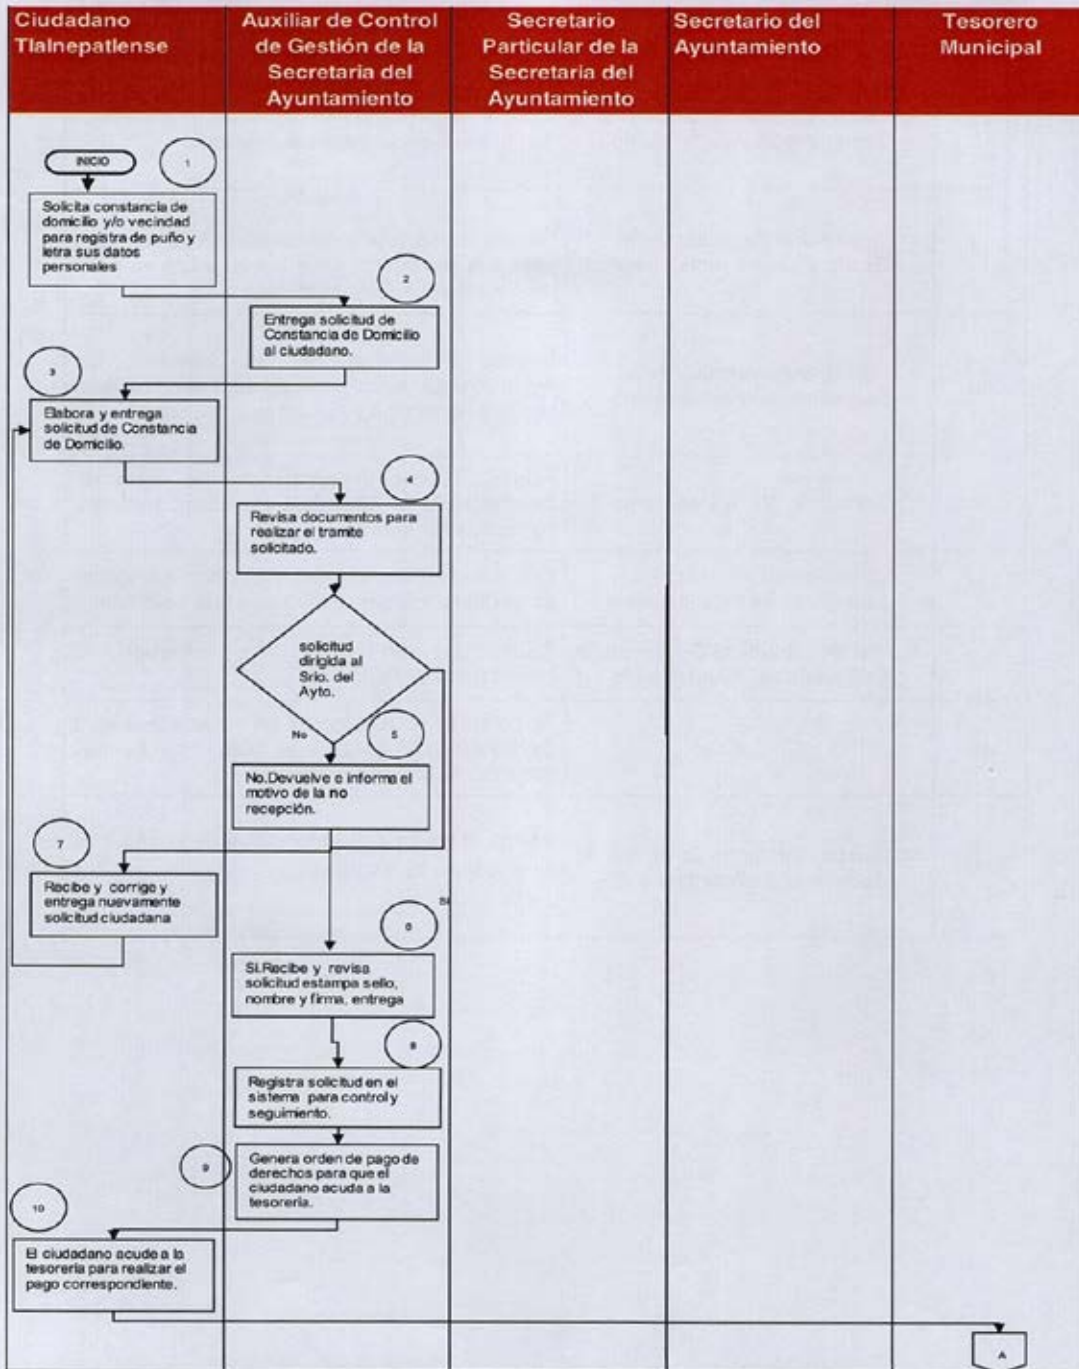 Ciudadano
Tlalnepatlense
Auxiliar de Control
de Gestión de la
Secretaria del
Ayuntamiento
Secretario
Particular de la
Secretaria del
Ayuntamiento
Secretario del
Ayuntamiento
Tesorero
Municipal
INICIO
1
Solicita constancia de
domicilio y/o vecindad
para registra de puño y
letra sus datos
personales
2
Entrega solicitud de
Constancia de Domicilio
al ciudadano.
3
Elabora y entrega
solicitud de Constancia
de Domicilio.
4
Revisa documentos para
realizar el tramite
solicitado.
solicitud
dirigida al
Srio. del
Ayto.
No
5
No.Devuelve e informa el
motivo de la no
recepción.
7
Recibe y corrige y
entrega nuevamente
solicitud ciudadana
Si
6
Si.Recibe y revisa
solicitud estampa sello,
nombre y firma, entrega
8
Registra solicitud en el
sistema para control y
seguimiento.
9
Genera orden de pago de
derechos para que el
ciudadano acuda a la
tesorería.
10
El ciudadano acude a la
tesorería para realizar el
pago correspondiente.
A